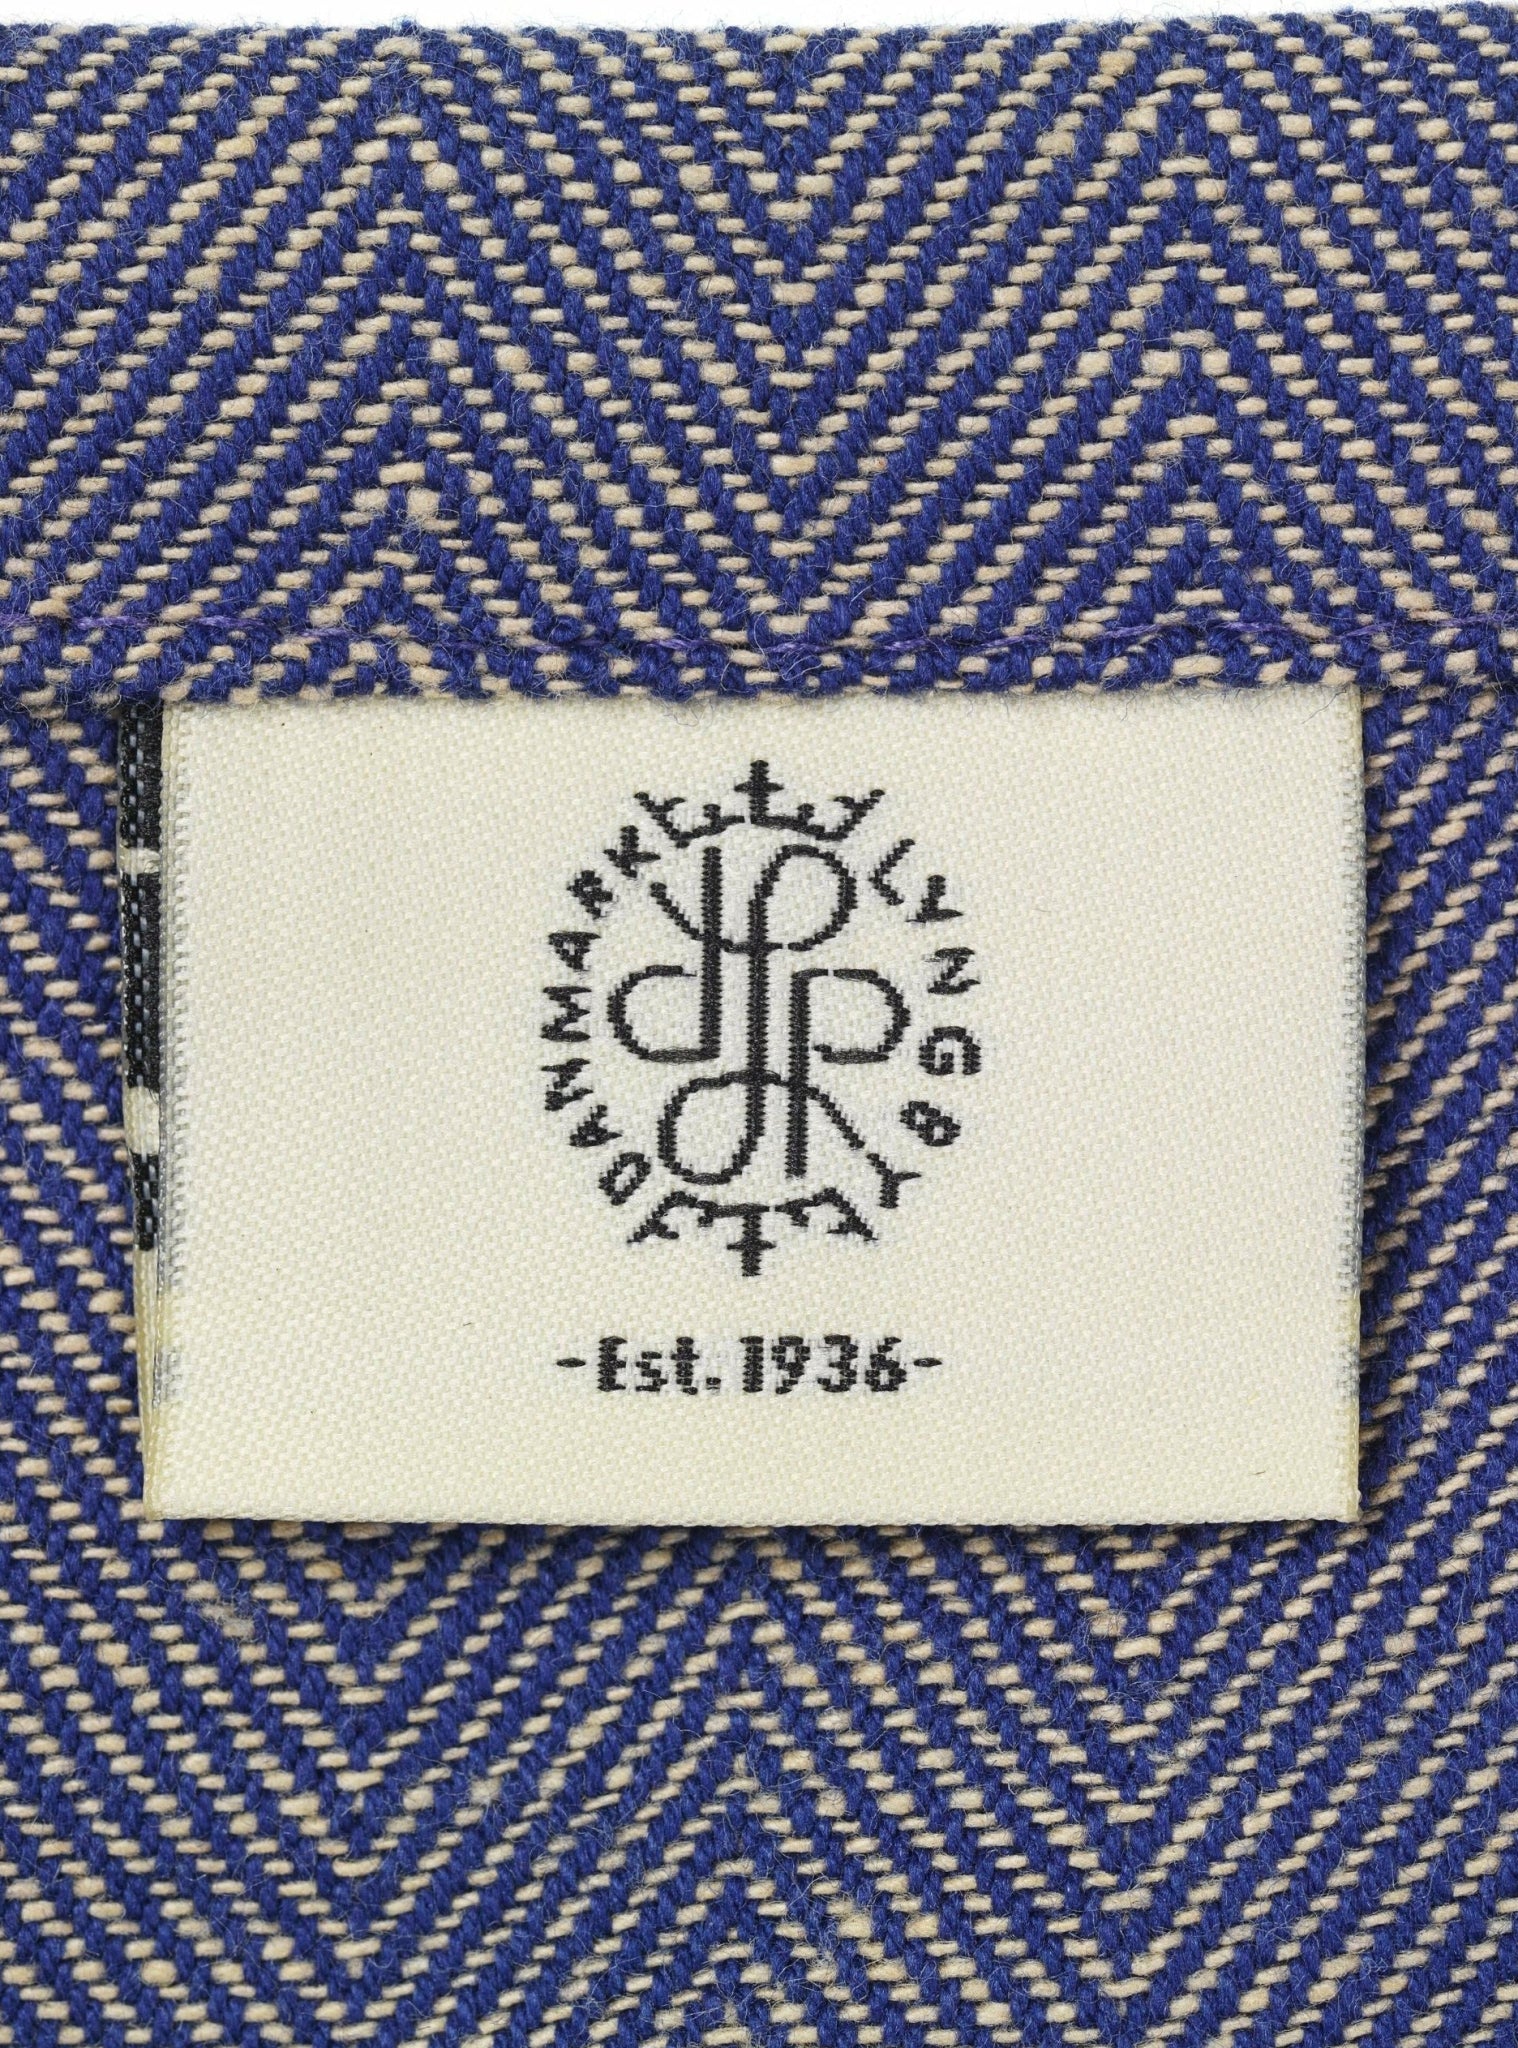 DANMARK LYNGBY
-Est. 1936-